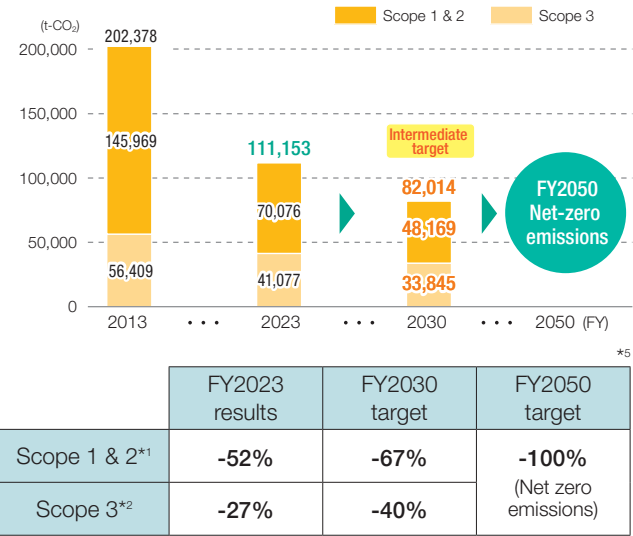 (t-CO₂)
Scope 1 & 2
Scope 3
202,378
200,000
150,000
145,969
111,153
Intermediate
target
100,000
82,014
FY2050
Net-zero
emissions
70,076
48,169
50,000
56,409
41,077
33,845
0
2013 ・・・ 2023 ・・・ 2030 ・・・ 2050 (FY)
*5
FY2023
results
FY2030
target
FY2050
target
Scope 1 & 2*1
-52%
-67%
-100%
(Net zero
emissions)
Scope 3*2
-27%
-40%